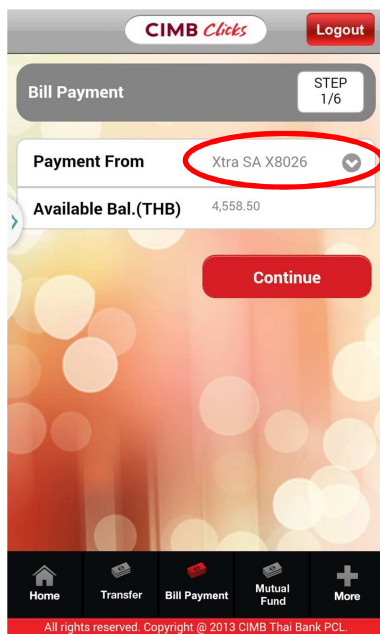 CIMB Clicks
Logout
Bill Payment
STEP
1/6
Payment From
Xtra SA X8026
Available Bal.(THB)
4,558.50
Continue
Home
Transfer
Bill Payment
Mutual
Fund
More
All rights reserved. Copyright @ 2013 CIMB Thai Bank PCL.